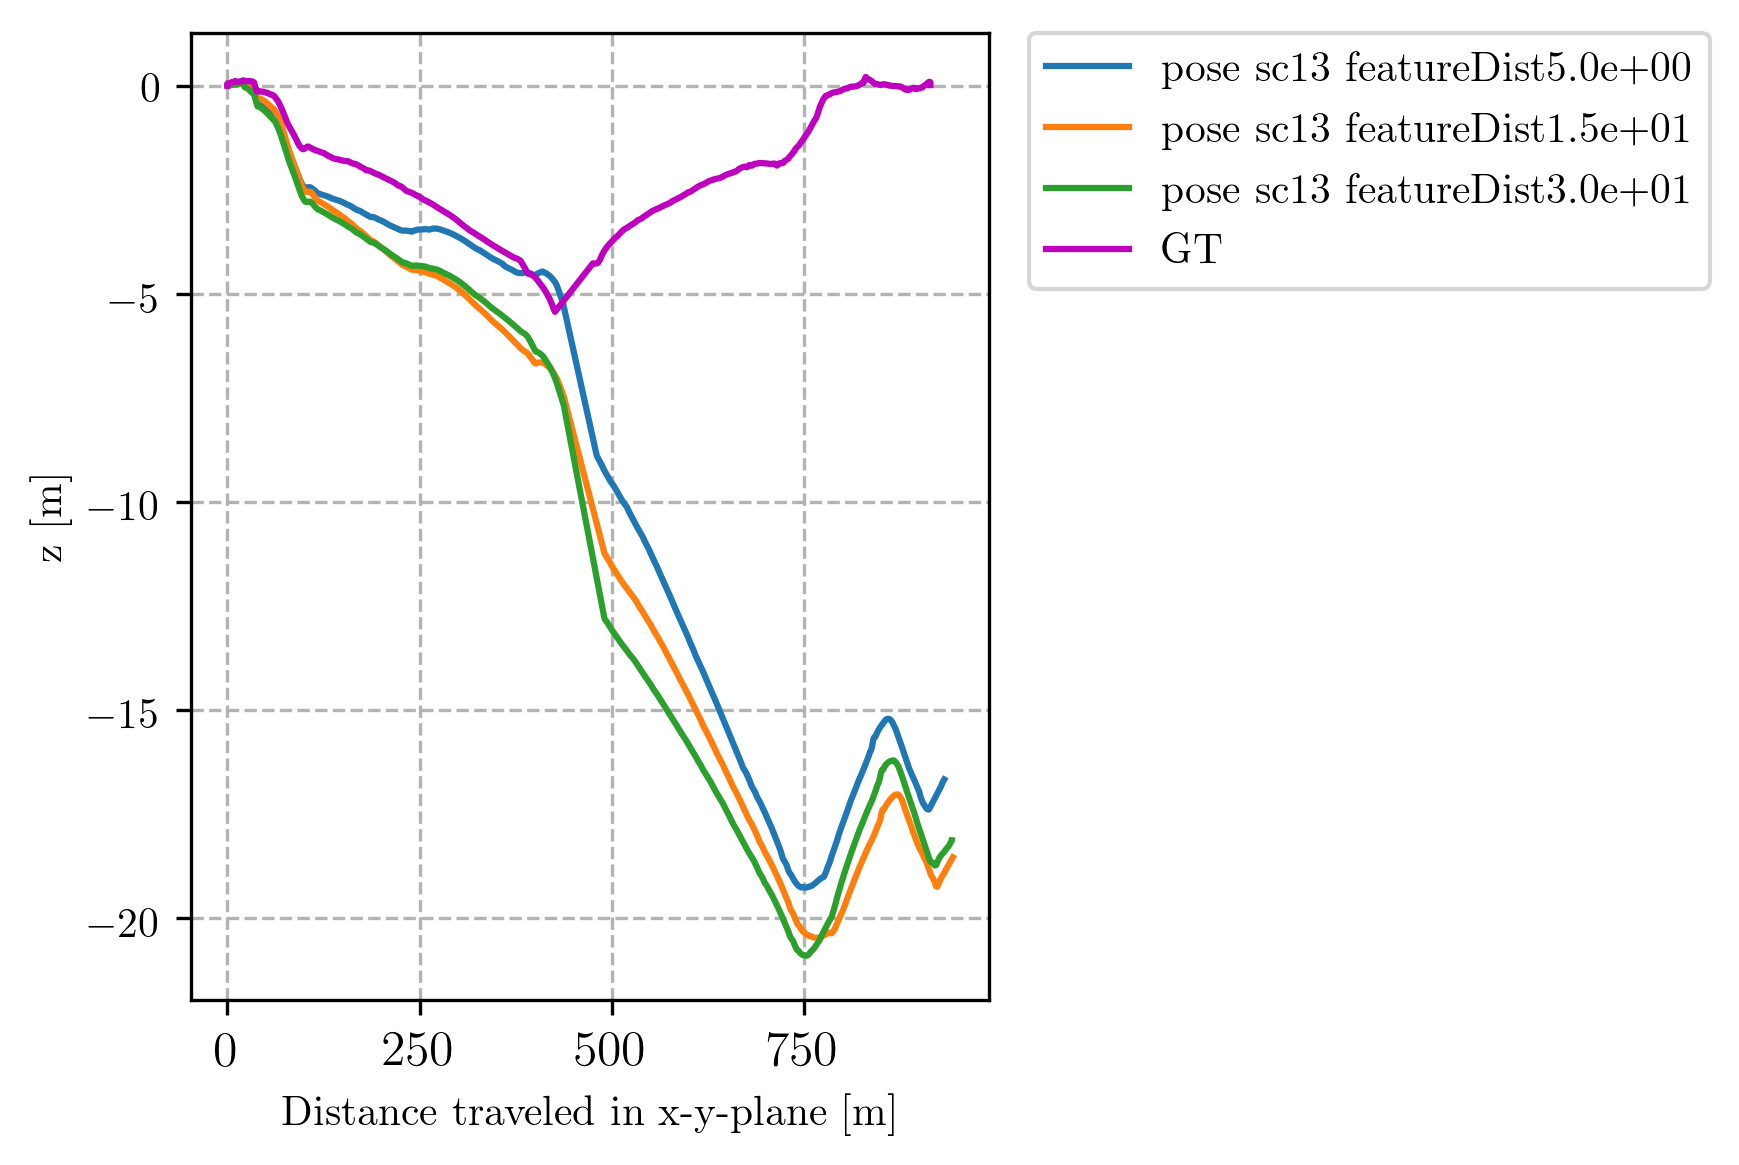 0
−5
−10
−15
−20
z [m]
0 250 500 750
Distance traveled in x-y-plane [m]
pose sc13 featureDist5.0e+00
pose sc13 featureDist1.5e+01
pose sc13 featureDist3.0e+01
GT